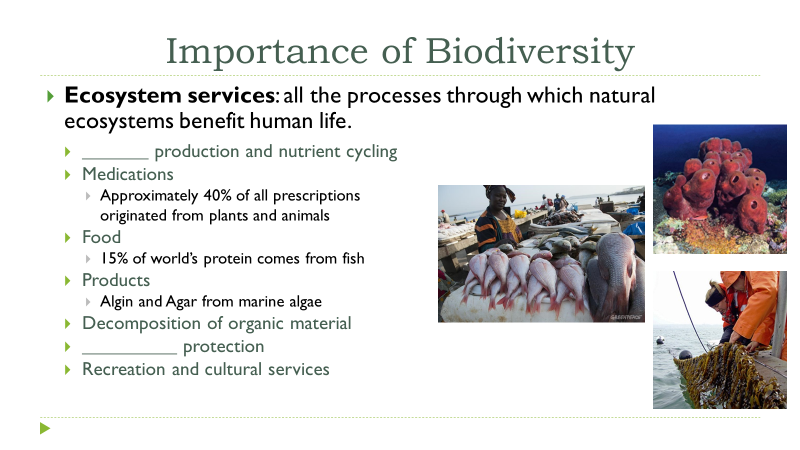 Importance of Biodiversity
Ecosystem services: all the processes through which natural
ecosystems benefit human life.
_______ production and nutrient cycling
Medications
Approximately 40% of all prescriptions
originated from plants and animals
Food
15% of world's protein comes from fish
Products
Algin and Agar from marine algae
Decomposition of organic material
__________ protection
Recreation and cultural services
GREENPEACE